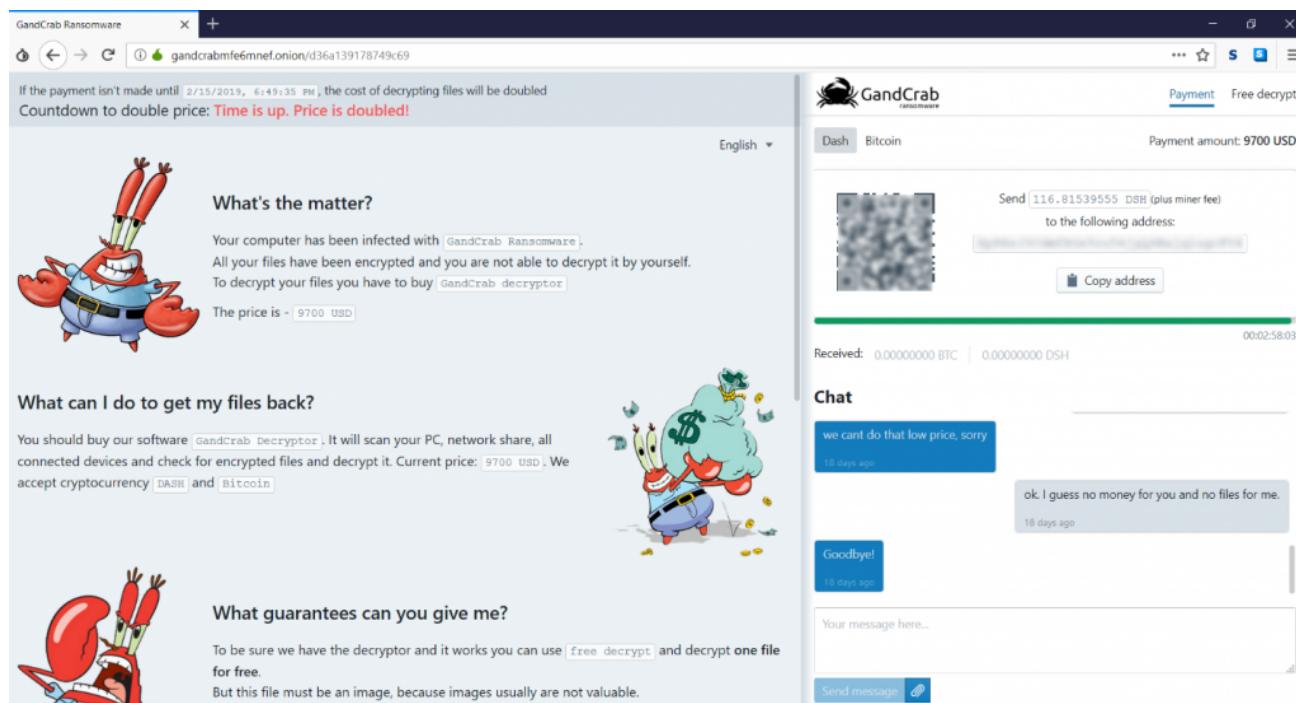 GandCrab Ransomware
gandcrabmfe6mnef.onion/d36a139178749c69
S S
If the payment isn't made until 2/15/2019, 6:49:35 PM, the cost of decrypting files will be doubled
Countdown to double price: Time is up. Price is doubled!
English
What's the matter?
Your computer has been infected with GandCrab Ransomware.
All your files have been encrypted and you are not able to decrypt it by yourself.
To decrypt your files you have to buy GandCrab decryptor
The price is - 9700 USD
What can I do to get my files back?
You should buy our software GandCrab Decryptor. It will scan your PC, network share, all
connected devices and check for encrypted files and decrypt it. Current price: 9700 USD. We
accept cryptocurrency DASH and Bitcoin
$
What guarantees can you give me?
To be sure we have the decryptor and it works you can use free decrypt and decrypt one file
for free.
But this file must be an image, because images usually are not valuable.
GandCrab
ransomware
Payment Free decrypt
Dash Bitcoin
Payment amount: 9700 USD
Send 116.81539555 DSH (plus miner fee)
to the following address:
Copy address
00:02:58:03
Received: 0.00000000 BTC 0.00000000 DSH
Chat
we cant do that low price, sorry
18 days ago
ok. I guess no money for you and no files for me.
18 days ago
Goodbye!
18 days ago
Your message here...
Send message